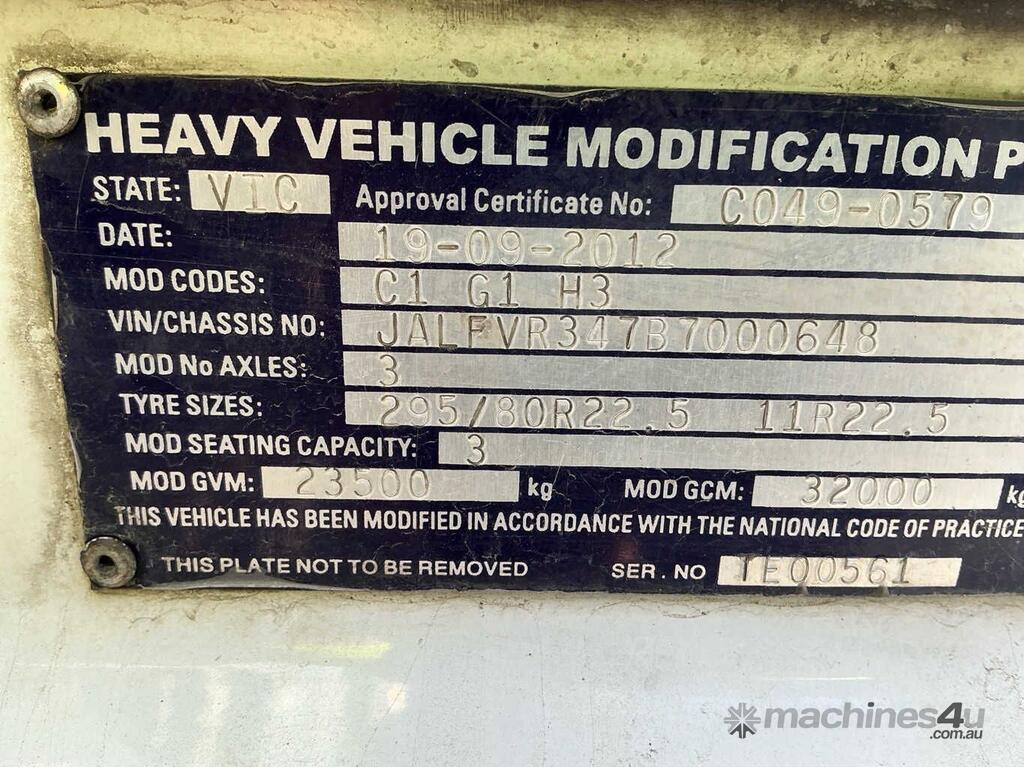 HEAVY VEHICLE MODIFICATION P
STATE: VIC Approval Certificate No: C049-0579
DATE: 19-09-2012
MOD CODES: C1 G1 H3
VIN/CHASSIS NO: JALFVR347B7000648
MOD No AXLES: 3
TYRE SIZES: 295/80R22.5 11R22.5
MOD SEATING CAPACITY: 3
MOD GVM: 23500 kg MOD GCM: 32000 kg
THIS VEHICLE HAS BEEN MODIFIED IN ACCORDANCE WITH THE NATIONAL CODE OF PRACTICE
THIS PLATE NOT TO BE REMOVED SER. NO TE00561
machines4u
.com.au